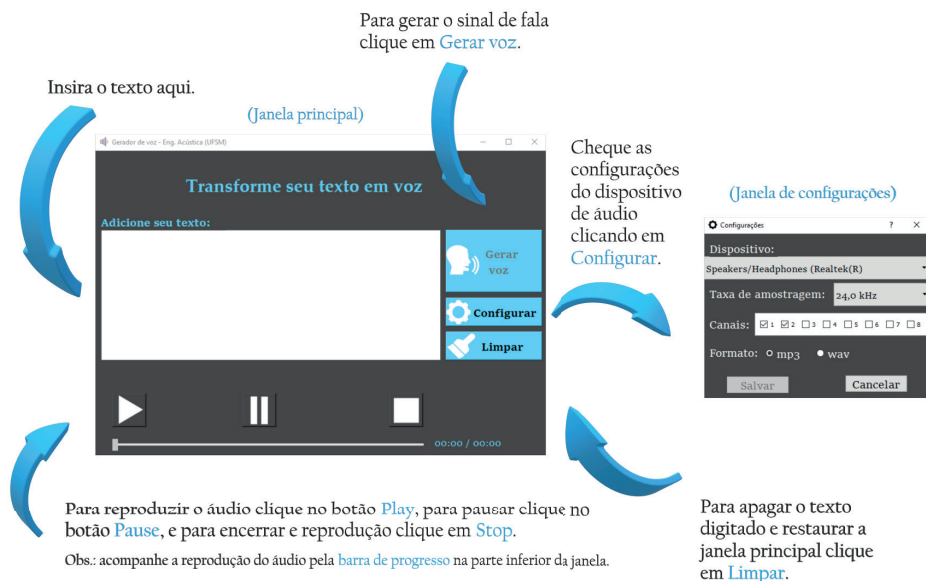 Para gerar o sinal de fala
clique em Gerar voz.
Insira o texto aqui.
(Janela principal)
Gerador de voz - Eng. Acústica (UFSM)
Transforme seu texto em voz
Adicione seu texto:
Gerar
voz
Configurar
Limpar
00:00 / 00:00
Cheque as
configurações
do dispositivo
de áudio
clicando em
Configurar.
(Janela de configurações)
Configurações
?
Dispositivo:
Speakers/Headphones (Realtek(R)
Taxa de amostragem: 24,0 kHz
Canais: 1 2 3 4 5 6 7 8
Formato: mp3 wav
Salvar Cancelar
Para reproduzir o áudio clique no botão Play, para pausar clique no
botão Pause, e para encerrar e reprodução clique em Stop.
Obs.: acompanhe a reprodução do áudio pela barra de progresso na parte inferior da janela.
Para apagar o texto
digitado e restaurar a
janela principal clique
em Limpar.